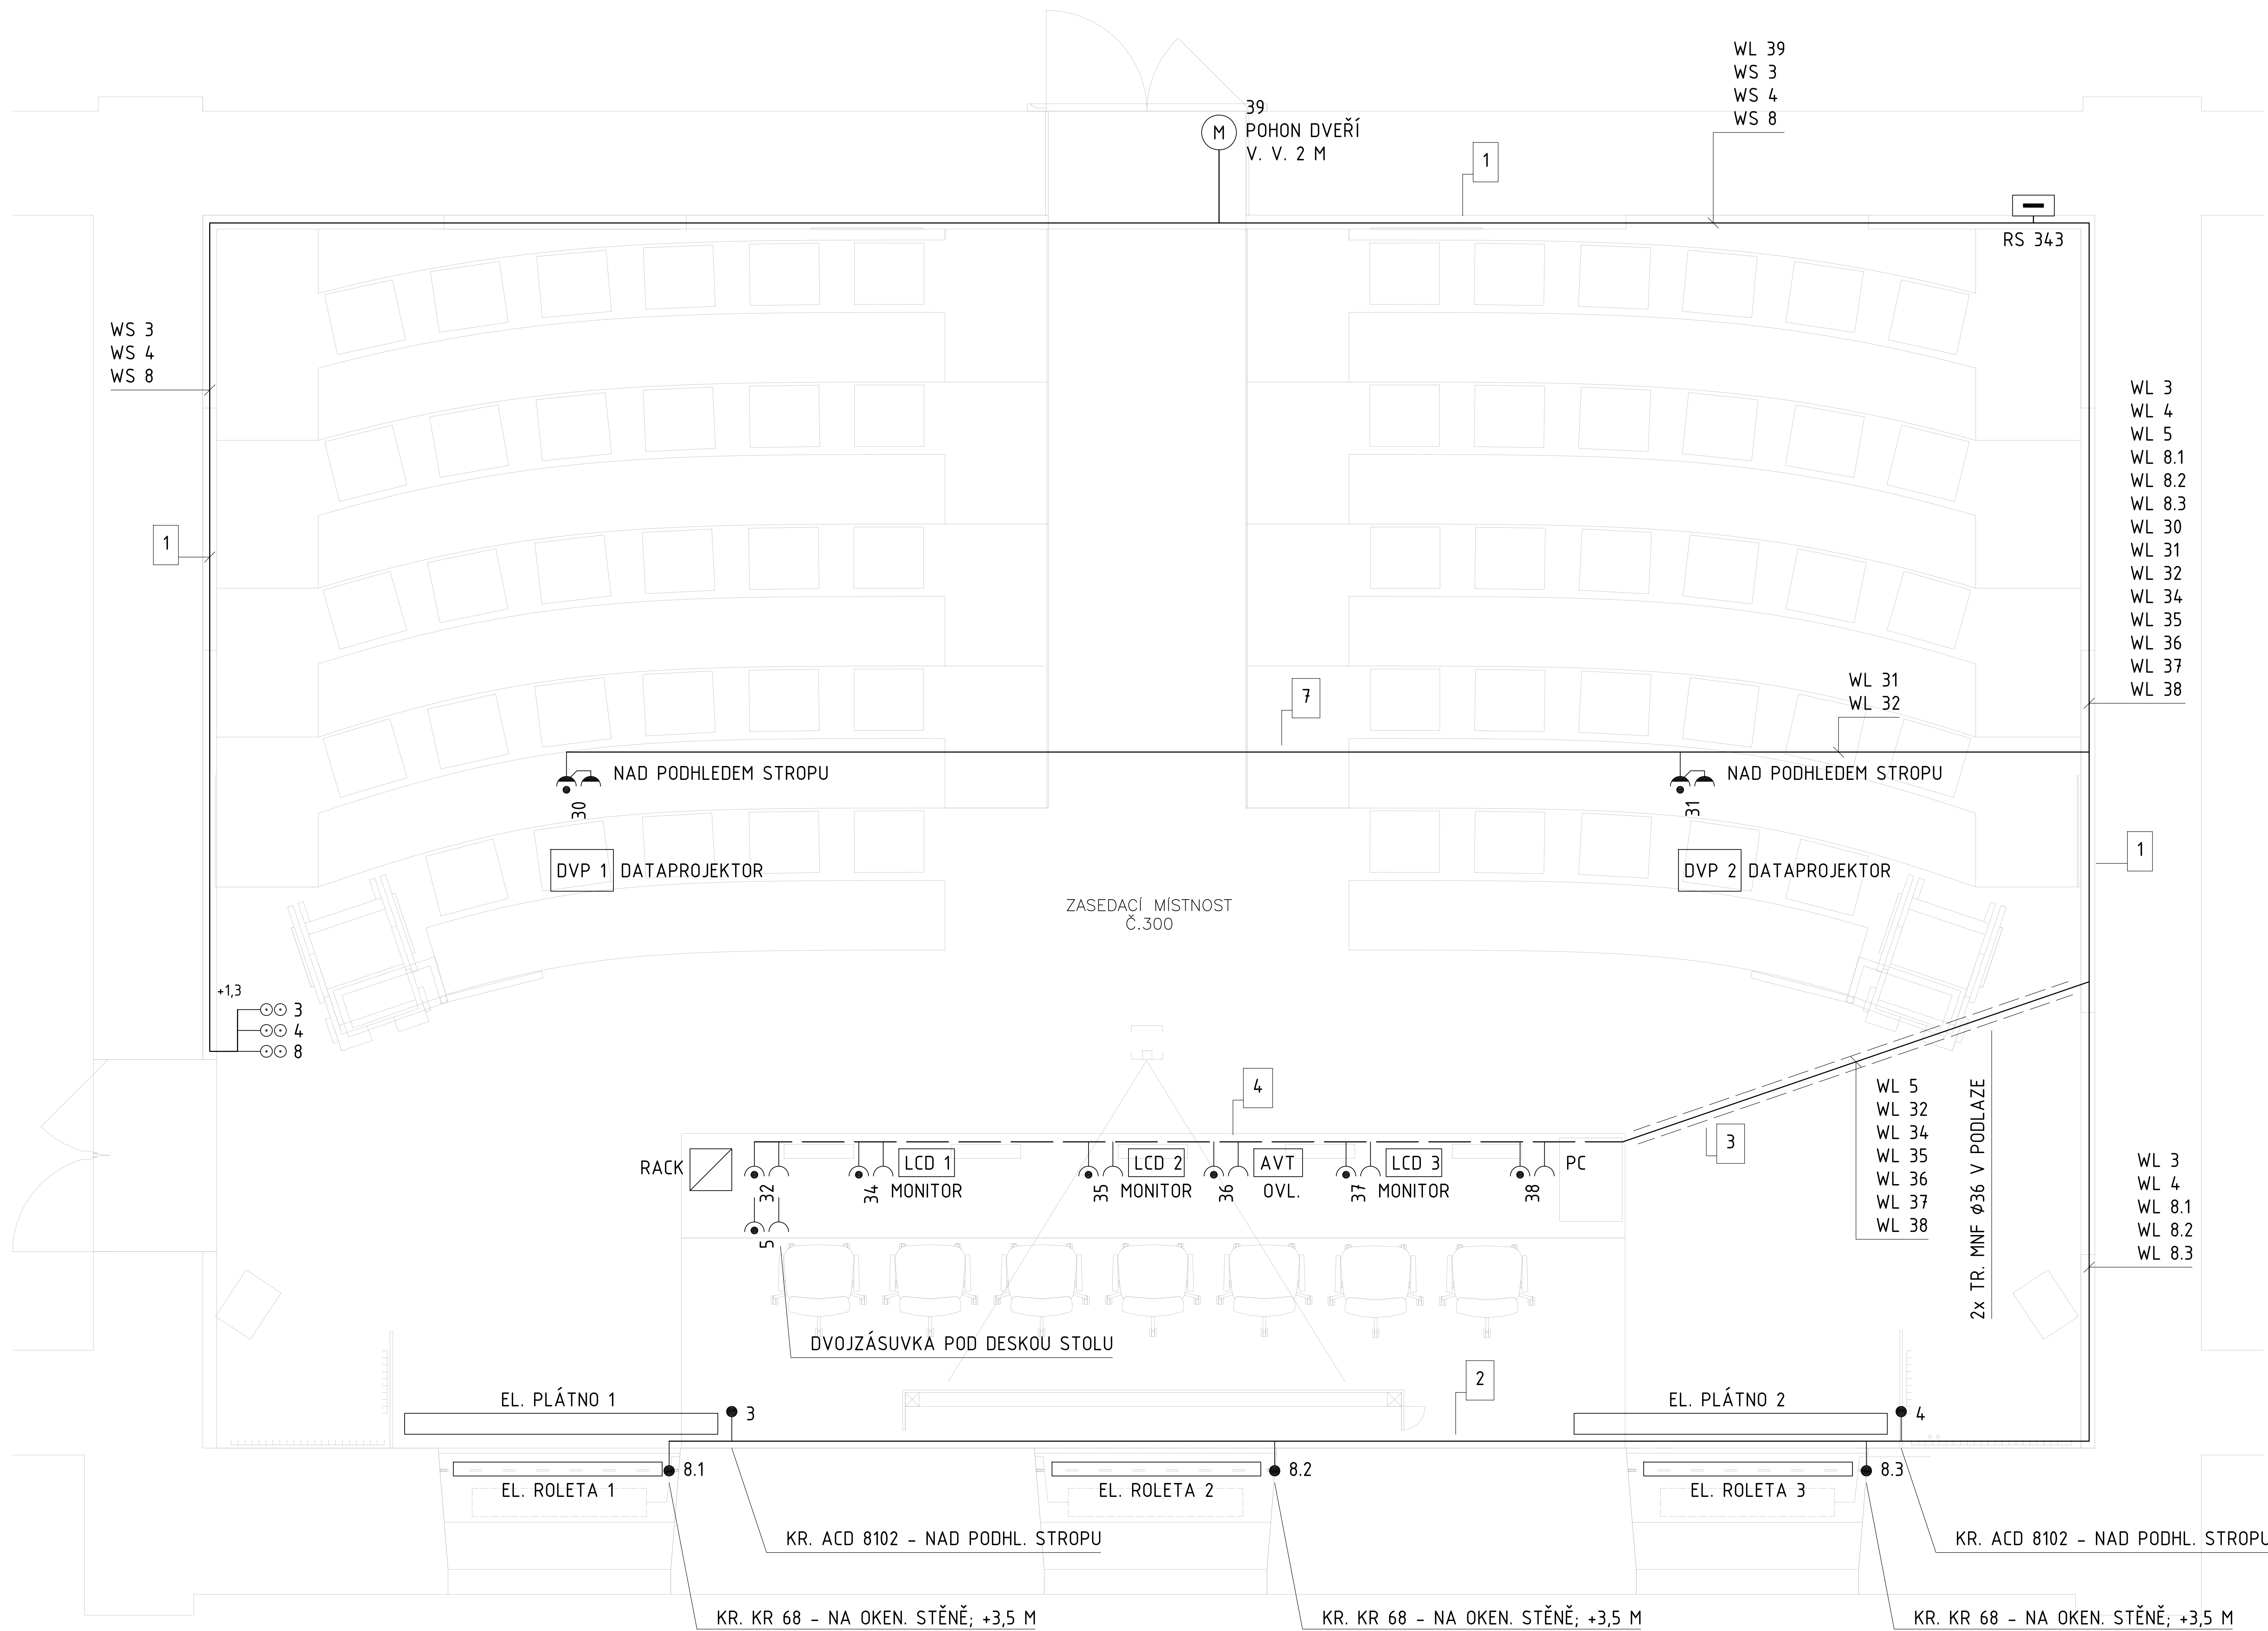 WL 39
WS 3
WS 4
WS 8
39
M
POHON DVEŘÍ
V. V. 2 M
1
RS 343
WS 3
WS 4
WS 8
1
WL 3
WL 4
WL 5
WL 8.1
WL 8.2
WL 8.3
WL 30
WL 31
WL 32
WL 34
WL 35
WL 36
WL 37
WL 38
7
WL 31
WL 32
NAD PODHLEDEM STROPU
30
NAD PODHLEDEM STROPU
31
1
DVP 1 DATAPROJEKTOR
DVP 2 DATAPROJEKTOR
ZASEDACÍ MÍSTNOST
Č.300
+1,3
3
4
8
4
3
WL 5
WL 32
WL 34
WL 35
WL 36
WL 37
WL 38
2x TR. MNF ϕ36 V PODLAZE
WL 3
WL 4
WL 8.1
WL 8.2
WL 8.3
RACK
32
34
LCD 1
MONITOR
35
LCD 2
MONITOR
36
AVT
OVL.
37
LCD 3
MONITOR
38
PC
5
DVOJZÁSUVKA POD DESKOU STOLU
2
EL. PLÁTNO 1
3
EL. PLÁTNO 2
4
8.1
EL. ROLETA 1
8.2
EL. ROLETA 2
8.3
EL. ROLETA 3
KR. ACD 8102 - NAD PODHL. STROPU
KR. ACD 8102 - NAD PODHL. STROPU
KR. KR 68 - NA OKEN. STĚNĚ; +3,5 M
KR. KR 68 - NA OKEN. STĚNĚ; +3,5 M
KR. KR 68 - NA OKEN. STĚNĚ; +3,5 M